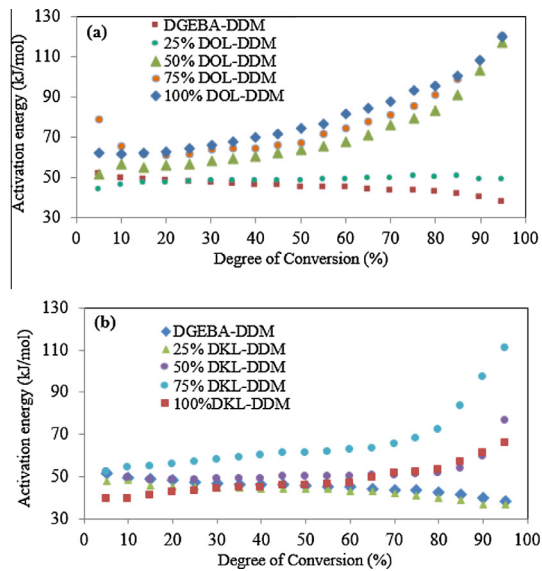 (a)
DGEBA-DDM
25% DOL-DDM
50% DOL-DDM
75% DOL-DDM
100% DOL-DDM
Activation energy (kJ/mol)
130
110
90
70
50
30
0 10 20 30 40 50 60 70 80 90 100
Degree of Conversion (%)
(b)
DGEBA-DDM
25% DKL-DDM
50% DKL-DDM
75% DKL-DDM
100%DKL-DDM
Activation energy (kJ/mol)
130
110
90
70
50
30
0 10 20 30 40 50 60 70 80 90 100
Degree of Conversion (%)